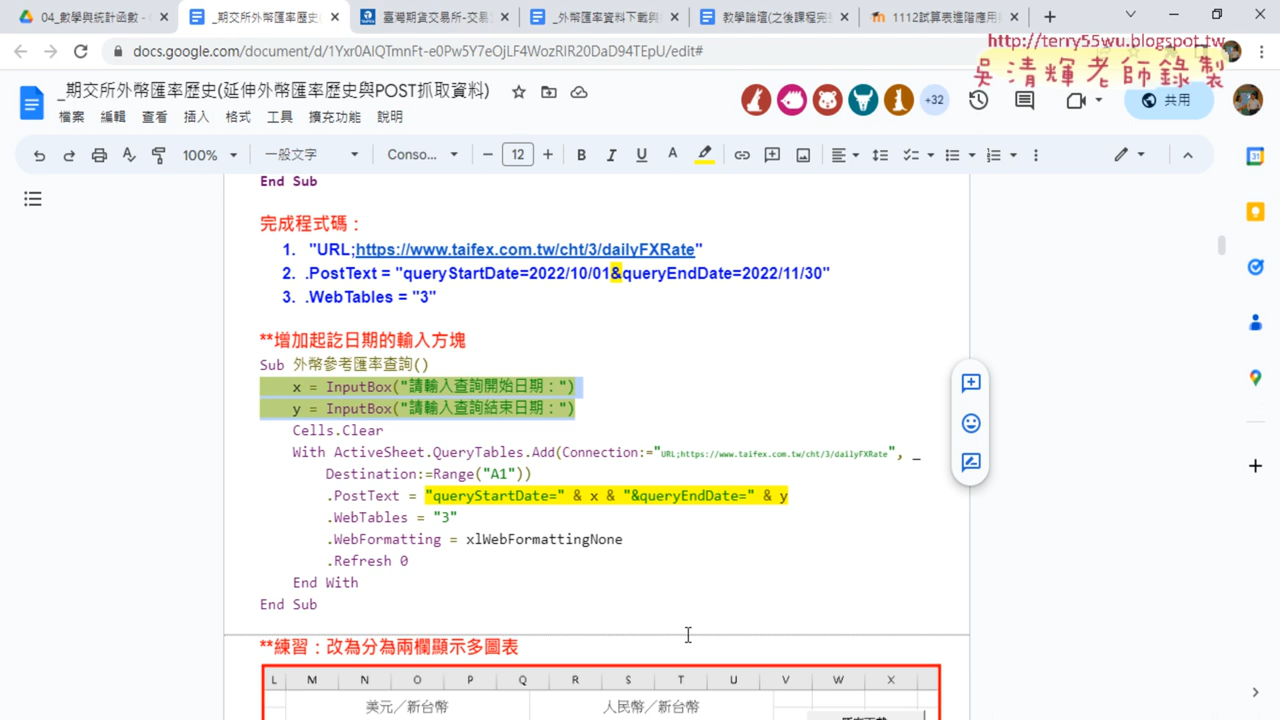 04_數學與統計函數 -
_期交所外幣匯率歷史
臺灣期貨交易所-交易
_外幣匯率資料下載與
教學論壇(之後課程完
1112試算表進階應用
docs.google.com/document/d/1Yxr0AlQTmnFt-e0Pw5Y7eOjLF4WozRIR20DaD94TEpU/edit#
http://terry55wu.blogspot.tw
吳清輝老師錄製
_期交所外幣匯率歷史(延伸外幣匯率歷史與POST抓取資料)
+32
共用
檔案 編輯 查看 插入 格式 工具 擴充功能 說明
100% 一般文字 Conso... 12
End Sub
完成程式碼：
1. "URL;https://www.taifex.com.tw/cht/3/dailyFXRate"
2. .PostText = "queryStartDate=2022/10/01&queryEndDate=2022/11/30"
3. .WebTables = "3"
**增加起訖日期的輸入方塊
Sub 外幣參考匯率查詢()
x = InputBox("請輸入查詢開始日期：")
y = InputBox("請輸入查詢結束日期：")
Cells.Clear
With ActiveSheet.QueryTables.Add(Connection:="URL;https://www.taifex.com.tw/cht/3/dailyFXRate", _
Destination:=Range("A1"))
.PostText = "queryStartDate=" & x & "&queryEndDate=" & y
.WebTables = "3"
.WebFormatting = xlWebFormattingNone
.Refresh 0
End With
End Sub
**練習：改為分為兩欄顯示多圖表
L M N O P Q R S T U V W X
美元／新台幣 人民幣／新台幣